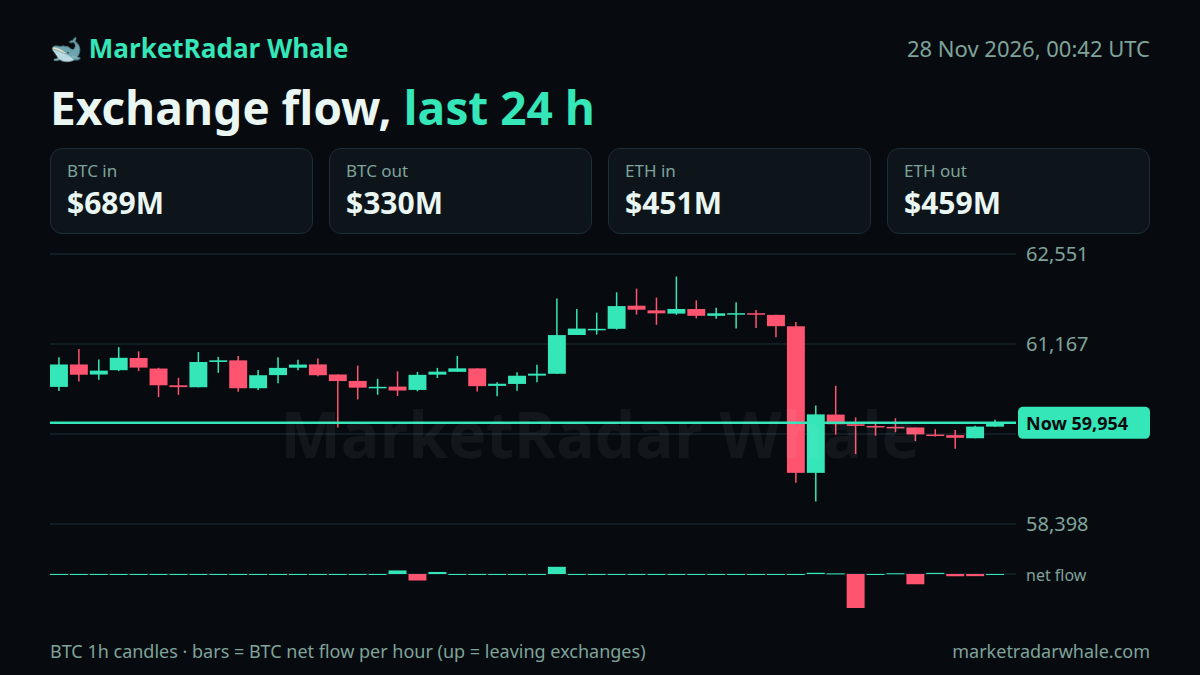 🐋 MarketRadar Whale
28 Nov 2026, 00:42 UTC
Exchange flow, last 24 h
BTC in
$689M
BTC out
$330M
ETH in
$451M
ETH out
$459M
62,551
61,167
Now 59,954
58,398
net flow
MarketRadar Whale
BTC 1h candles · bars = BTC net flow per hour (up = leaving exchanges)
marketradarwhale.com